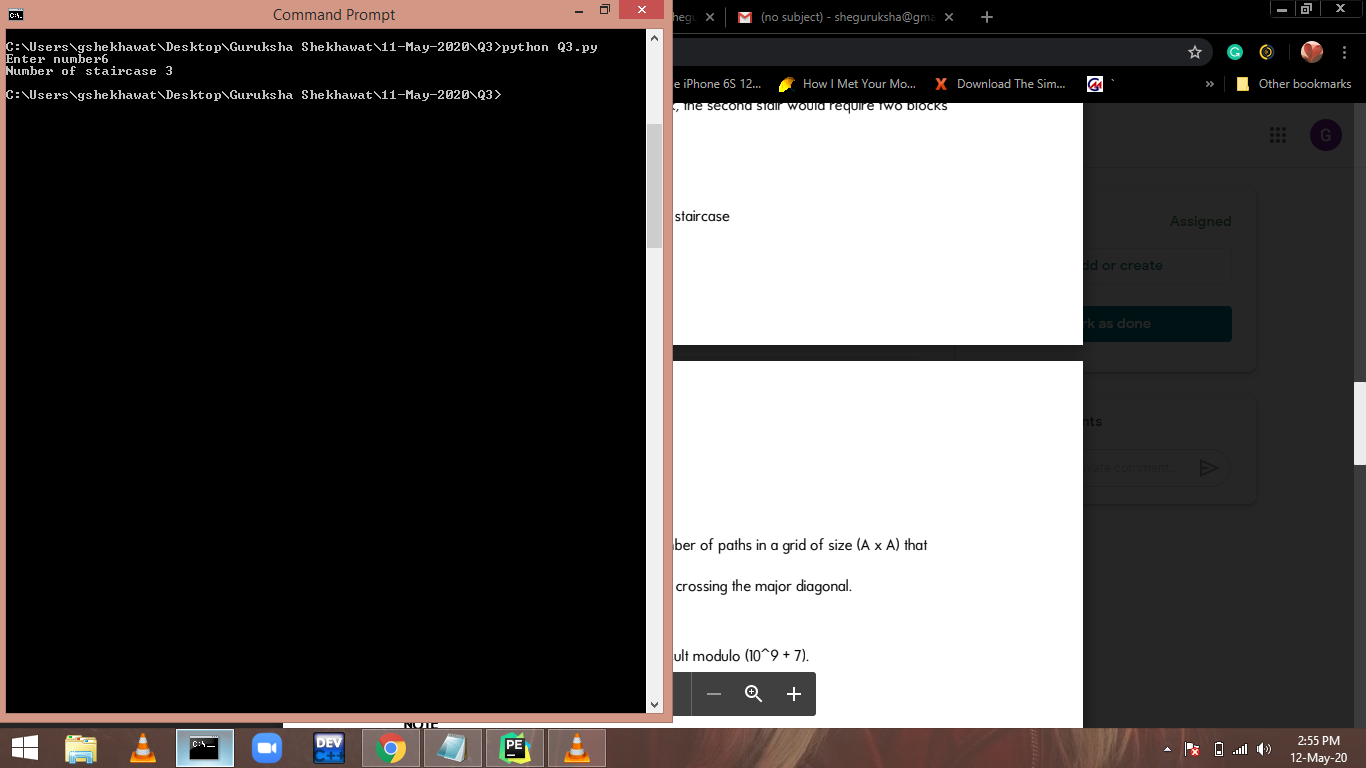 Command Prompt
C:\Users\gshekhawat\Desktop\Guruksha Shekhawat\11-May-2020\Q3>python Q3.py
Enter number6
Number of staircase 3
C:\Users\gshekhawat\Desktop\Guruksha Shekhawat\11-May-2020\Q3>
(no subject) - sheguruksha@gma
e iPhone 6S 12...
How I Met Your Mo...
Download The Sim...
»
Other bookmarks
, the second stair would require two blocks
G
staircase
Assigned
dd or create
rk as done
nts
vate comment...
ber of paths in a grid of size (A x A) that
crossing the major diagonal.
ult modulo (10^9 + 7).
NOTE
C:\
DEV
C++
PE
2:55 PM
12-May-20